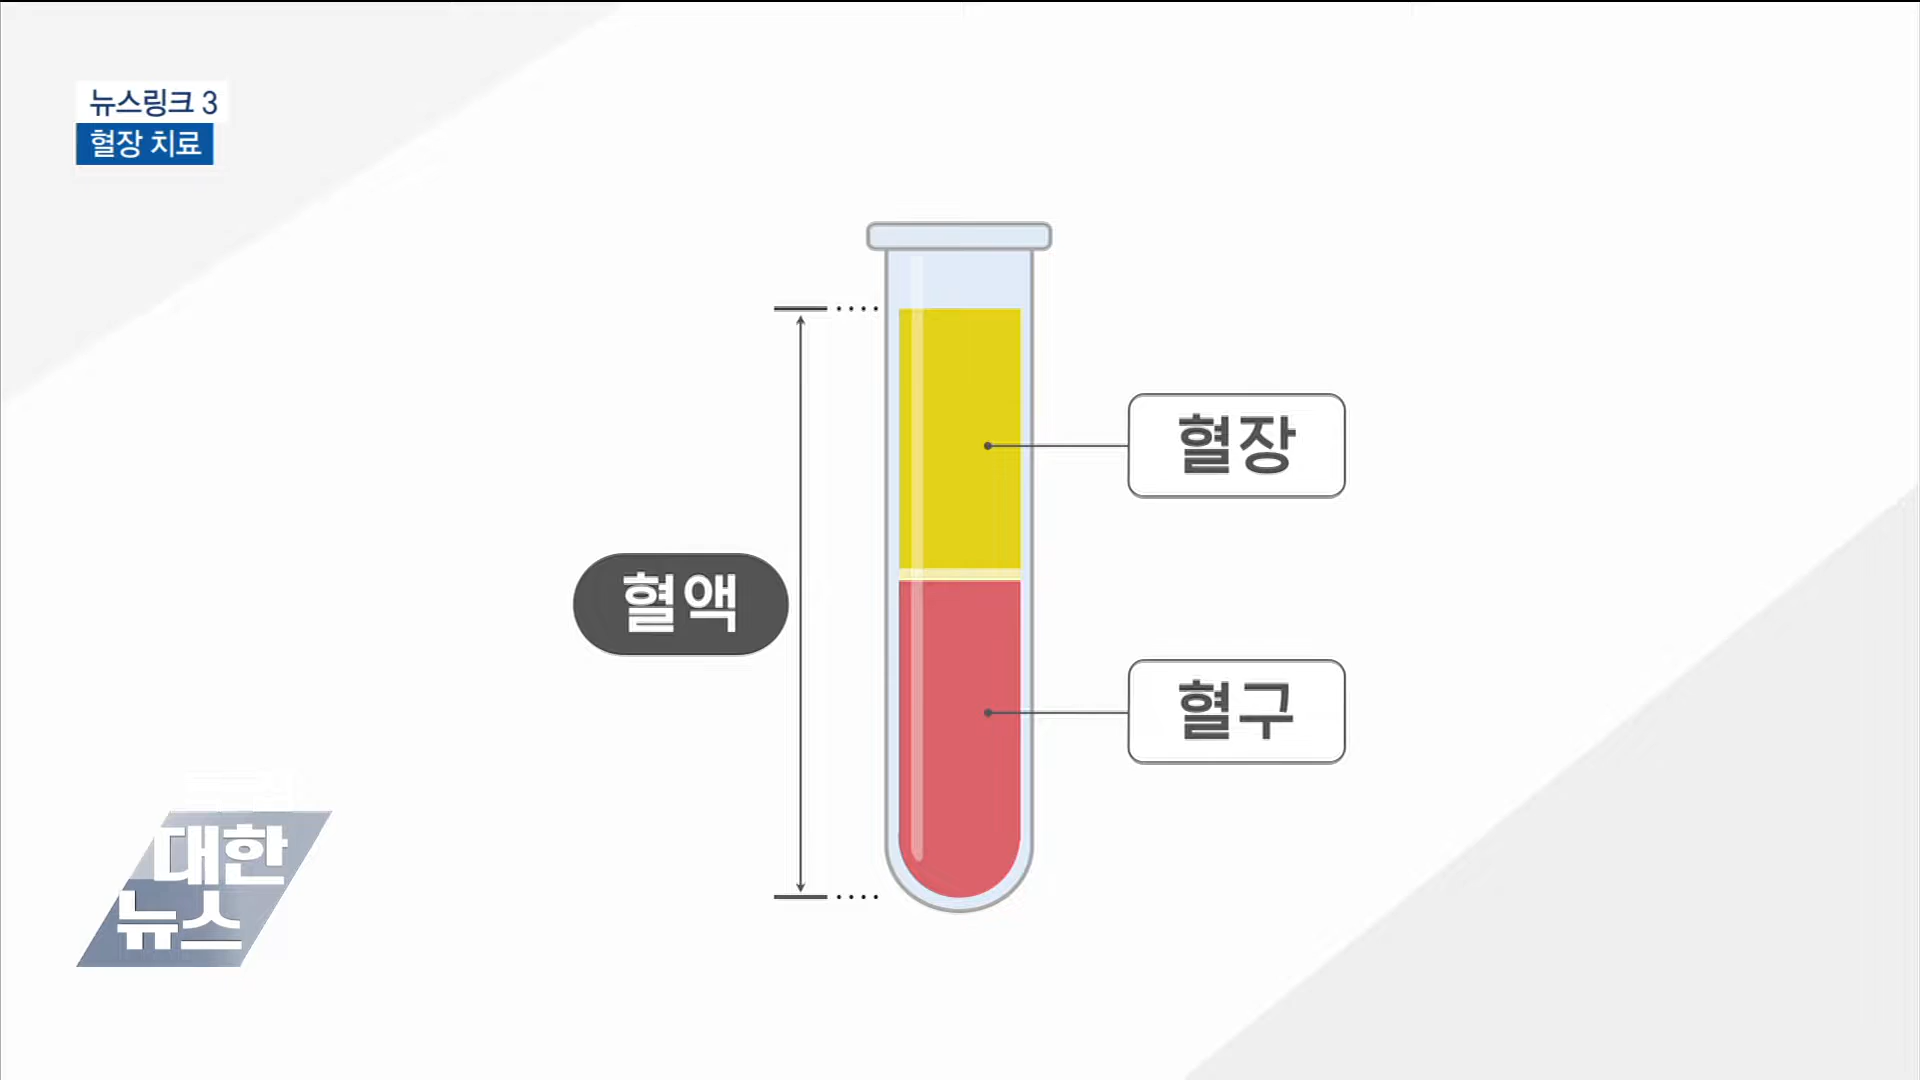 뉴스링크 3
혈장 치료
혈장
혈액
혈구
대한
뉴스